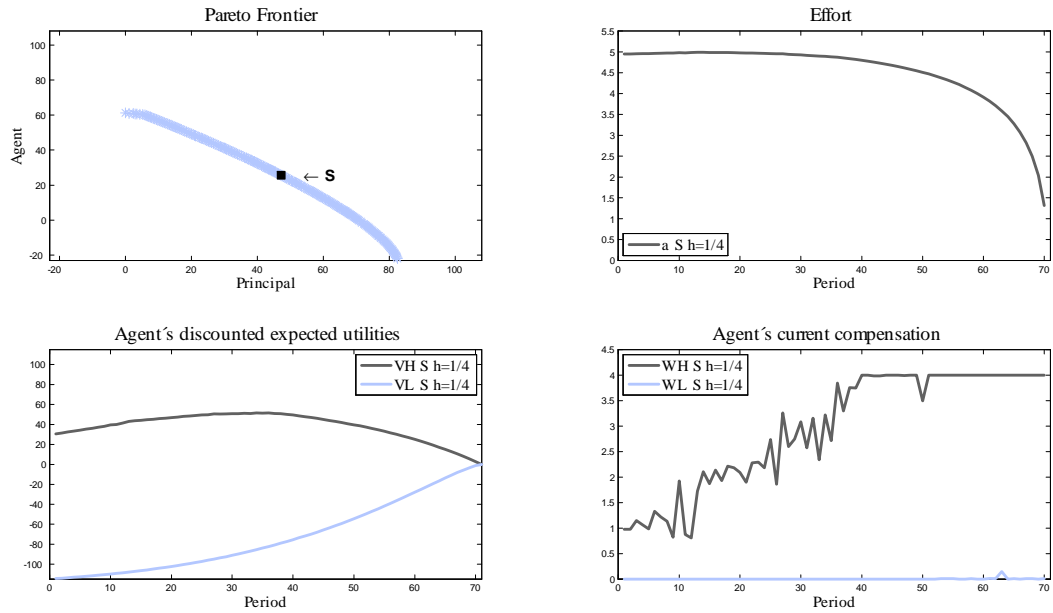 Pareto Frontier
100
80
60
40
20
0
-20
-20 0 20 40 60 80 100
Agent
Principal
← S
Effort
5.5
5
4.5
4
3.5
3
2.5
2
1.5
1
0.5
0
0 10 20 30 40 50 60 70
a S h=1/4
Period
Agent´s discounted expected utilities
100
80
60
40
20
0
-20
-40
-60
-80
-100
0 10 20 30 40 50 60 70
VH S h=1/4
VL S h=1/4
Period
Agent´s current compensation
4.5
4
3.5
3
2.5
2
1.5
1
0.5
0
0 10 20 30 40 50 60 70
WH S h=1/4
WL S h=1/4
Period